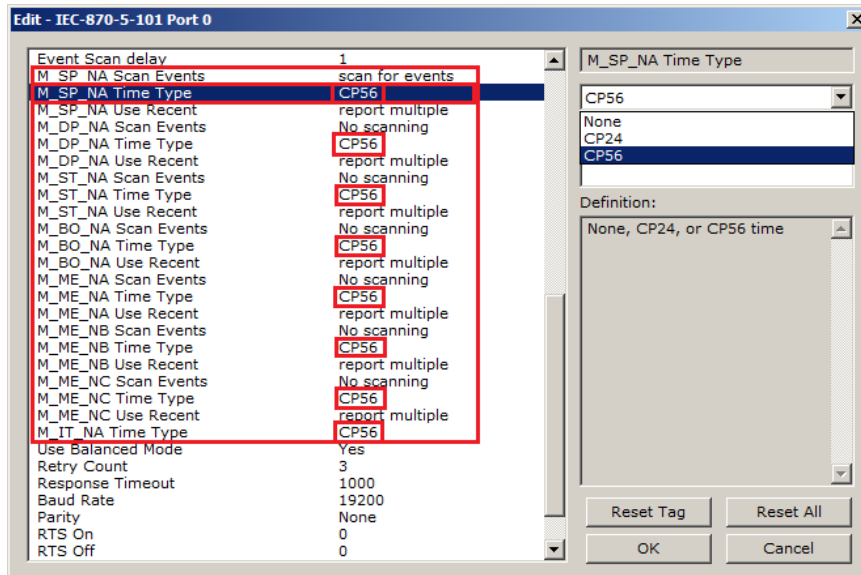 Edit - IEC-870-5-101 Port 0
Event Scan delay 1
M_SP_NA Scan Events scan for events
M_SP_NA Time Type CP56
M_SP_NA Use Recent report multiple
M_DP_NA Scan Events No scanning
M_DP_NA Time Type CP56
M_DP_NA Use Recent report multiple
M_ST_NA Scan Events No scanning
M_ST_NA Time Type CP56
M_ST_NA Use Recent report multiple
M_BO_NA Scan Events No scanning
M_BO_NA Time Type CP56
M_BO_NA Use Recent report multiple
M_ME_NA Scan Events No scanning
M_ME_NA Time Type CP56
M_ME_NA Use Recent report multiple
M_ME_NB Scan Events No scanning
M_ME_NB Time Type CP56
M_ME_NB Use Recent report multiple
M_ME_NC Scan Events No scanning
M_ME_NC Time Type CP56
M_ME_NC Use Recent report multiple
M_IT_NA Time Type CP56
Use Balanced Mode Yes
Retry Count 3
Response Timeout 1000
Baud Rate 19200
Parity None
RTS On 0
RTS Off 0
M_SP_NA Time Type
CP56
None
CP24
CP56
Definition:
None, CP24, or CP56 time
Reset Tag Reset All
OK Cancel